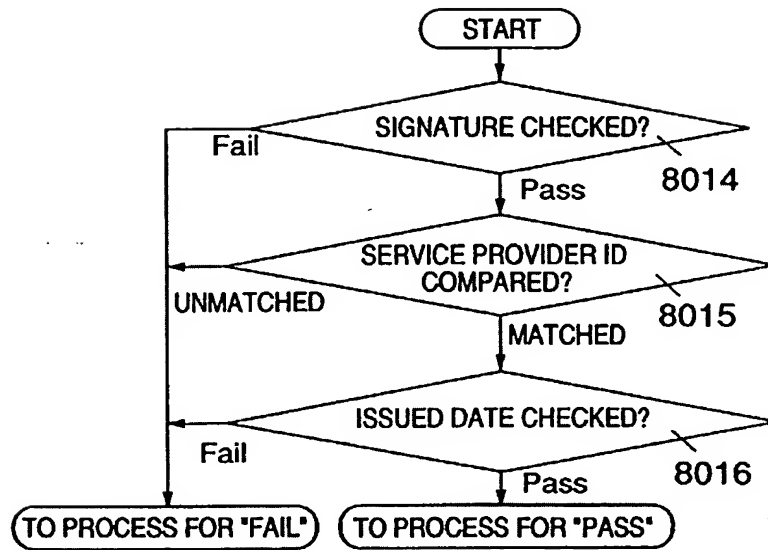 START
SIGNATURE CHECKED?
Fail
8014
Pass
SERVICE PROVIDER ID
COMPARED?
UNMATCHED
8015
MATCHED
ISSUED DATE CHECKED?
Fail
8016
Pass
TO PROCESS FOR "FAIL"
TO PROCESS FOR "PASS"